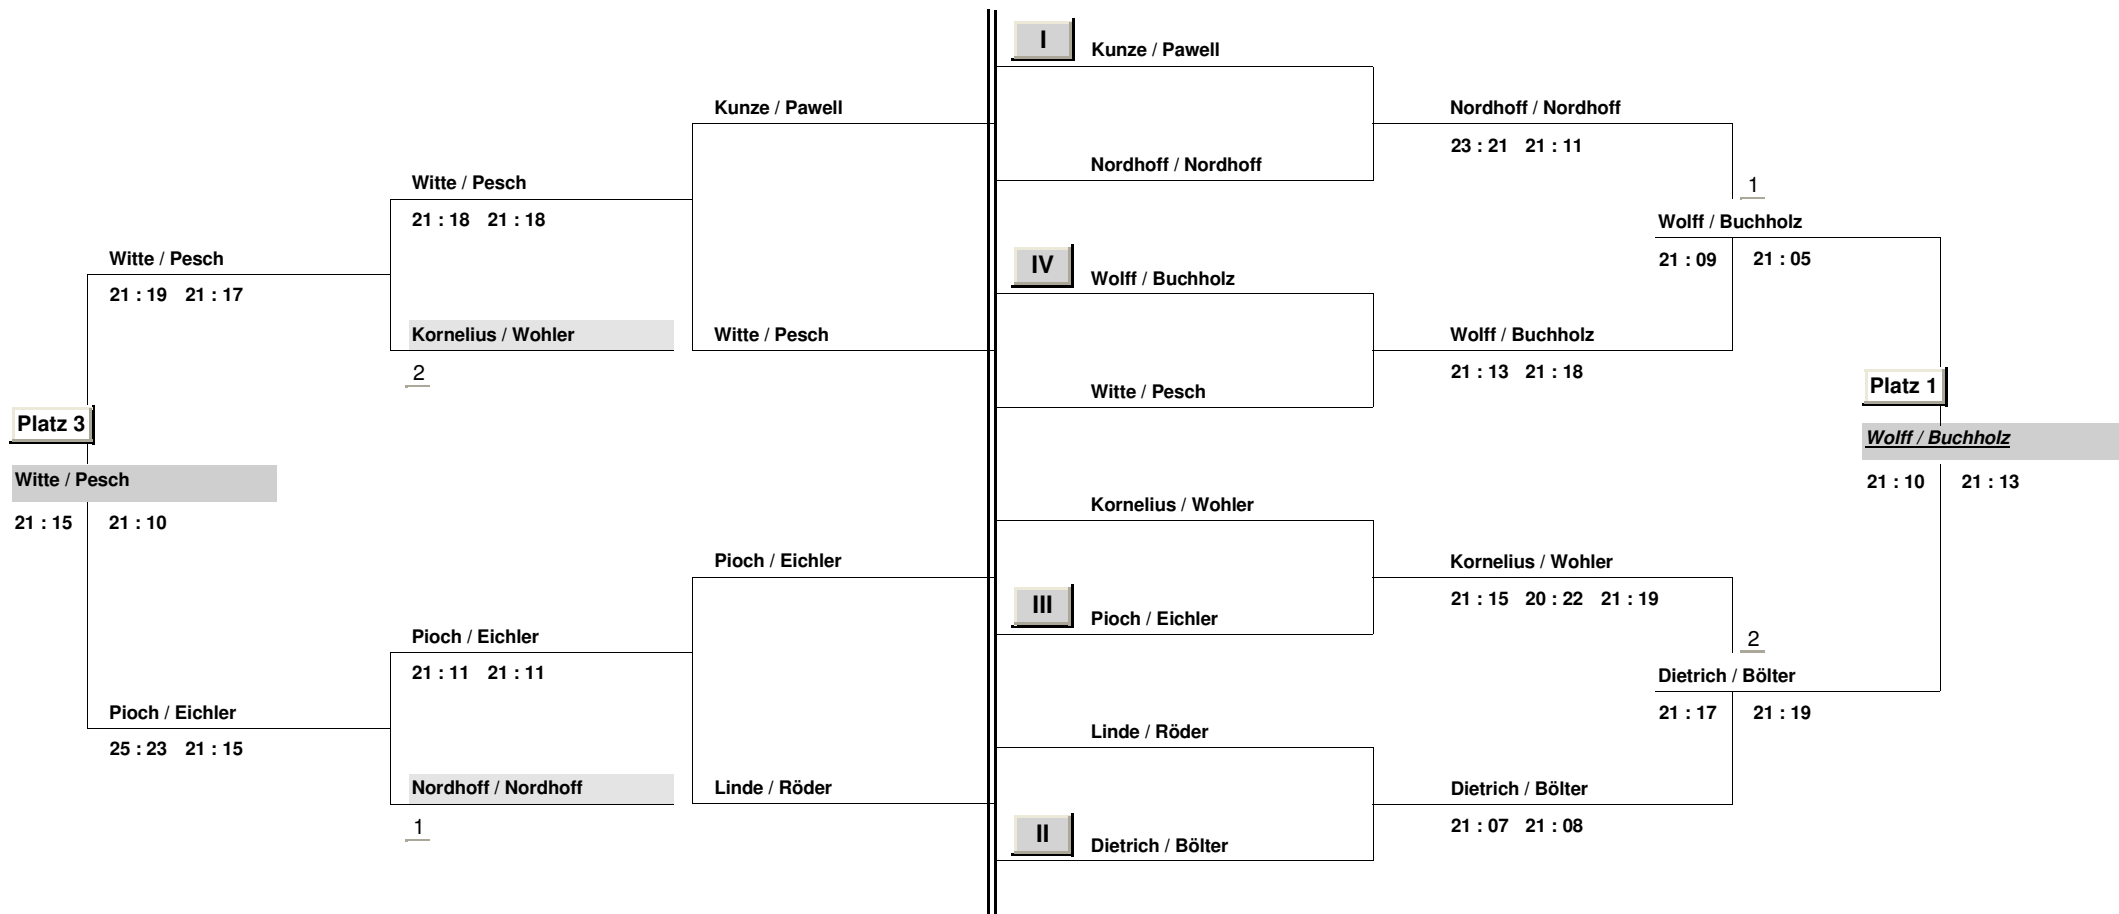 I
Kunze / Pawell
Kunze / Pawell
Nordhoff / Nordhoff
23 : 21 21 : 11
Nordhoff / Nordhoff
Witte / Pesch
1
21 : 18 21 : 18
Wolff / Buchholz
Witte / Pesch
IV
21 : 09 21 : 05
Wolff / Buchholz
21 : 19 21 : 17
Kornelius / Wohler
Witte / Pesch
Wolff / Buchholz
2
21 : 13 21 : 18
Platz 1
Witte / Pesch
Platz 3
Wolff / Buchholz
Witte / Pesch
21 : 10 21 : 13
Kornelius / Wohler
21 : 15 21 : 10
Pioch / Eichler
Kornelius / Wohler
III
21 : 15 20 : 22 21 : 19
Pioch / Eichler
Pioch / Eichler
2
21 : 11 21 : 11
Dietrich / Bölter
Pioch / Eichler
21 : 17 21 : 19
Linde / Röder
25 : 23 21 : 15
Nordhoff / Nordhoff
Linde / Röder
Dietrich / Bölter
1
21 : 07 21 : 08
II
Dietrich / Bölter